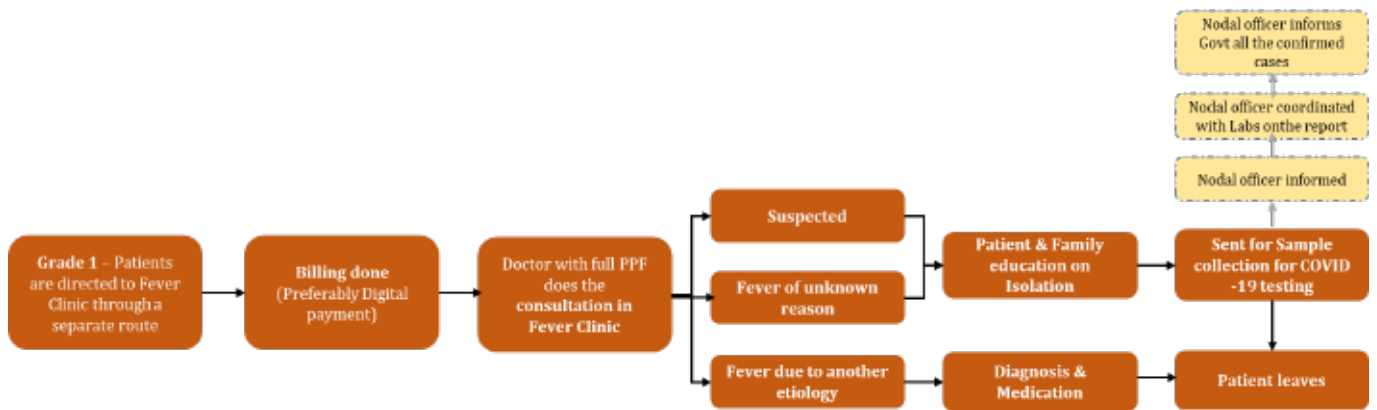 Grade 1 – Patients
are directed to Fever
Clinic through a
separate route
Billing done
(Preferably Digital
payment)
Doctor with full PPF
does the
consultation in
Fever Clinic
Suspected
Fever of unknown
reason
Fever due to another
etiology
Patient & Family
education on
Isolation
Diagnosis &
Medication
Nodal officer informs
Govt all the confirmed
cases
Nodal officer coordinated
with Labs onthe report
Nodal officer informed
Sent for Sample
collection for COVID
-19 testing
Patient leaves